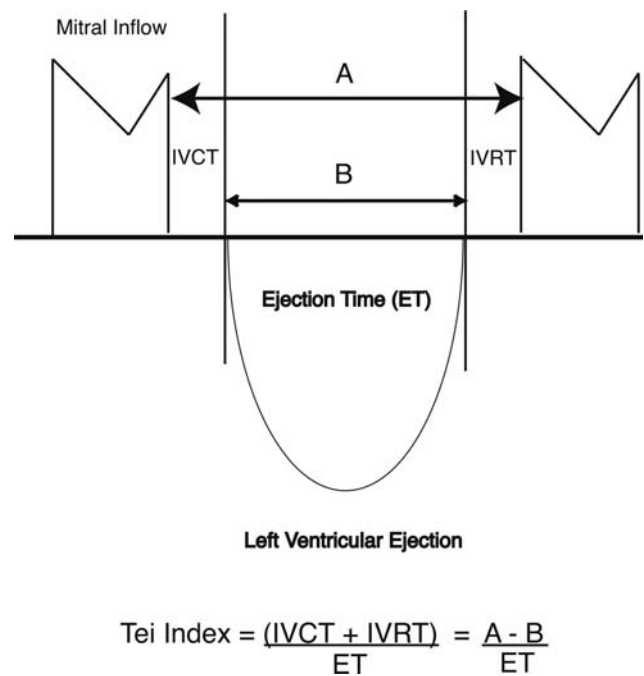 Mitral Inflow
A
IVCT
IVRT
B
Ejection Time (ET)
Left Ventricular Ejection
Tei Index = (IVCT + IVRT) = A - B
ET ET